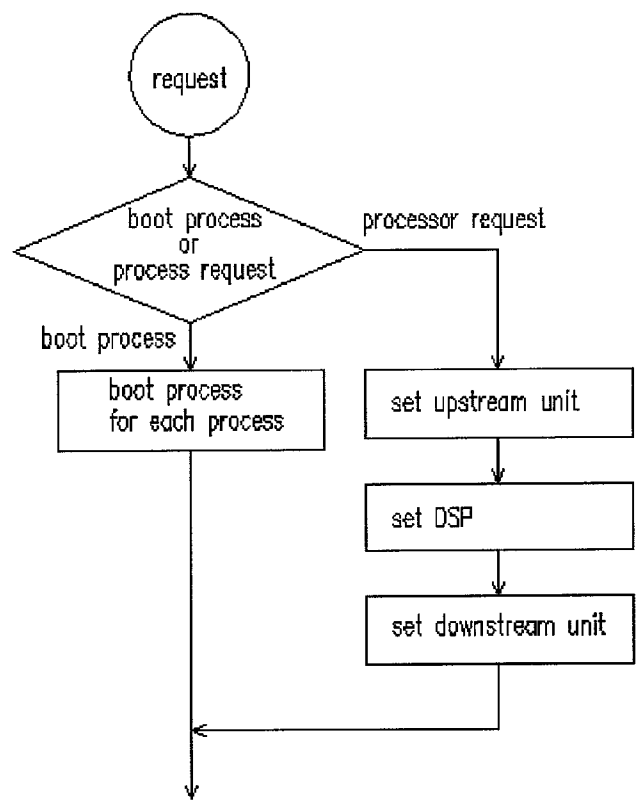 request
boot process
or
process request
processor request
boot process
boot process
for each process
set upstream unit
set DSP
set downstream unit